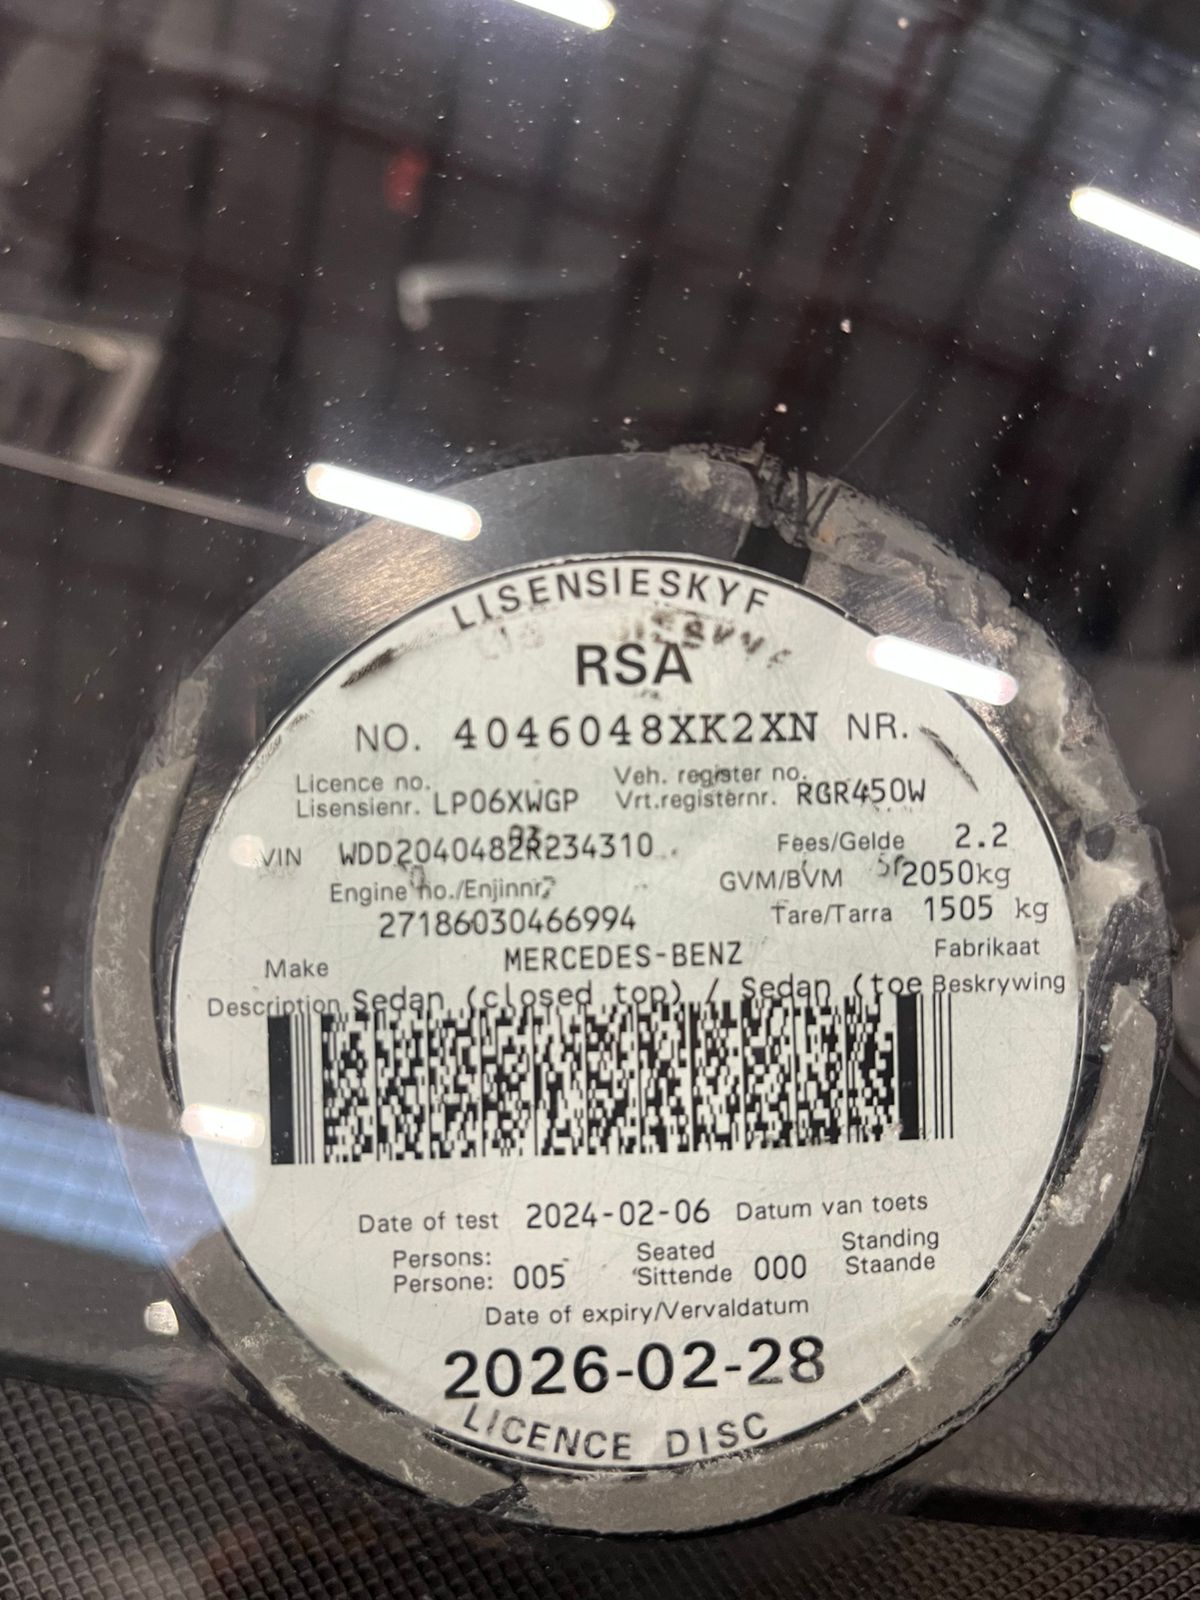 LISENSIESKYF
RSA
NO. 4046048XK2XN NR.
Licence no. Veh. register no.
Lisensienr. LP06XWGP Vrt.registernr. RGR450W
VIN WDD2040482R234310 Fees/Gelde 2.2
Engine no./Enjinnr. GVM/BVM 2050kg
27186030466994 Tare/Tarra 1505 kg
Make MERCEDES-BENZ Fabrikaat
Description Sedan (closed top) / Sedan (toe Beskrywing
Date of test 2024-02-06 Datum van toets
Persons: Seated Standing
Persone: 005 Sittende 000 Staande
Date of expiry/Vervaldatum
2026-02-28
LICENCE DISC